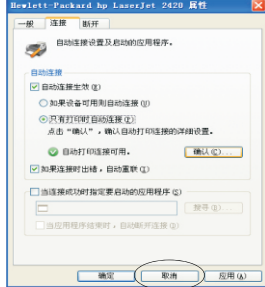 Hewlett-Packard hp LaserJet 2420 属性
一般 连接 断开
自动连接设置及启动的应用程序。
自动连接
自动连接生效(E)
如果设备可用则自动连接(U)
只有打印时自动连接(P)
点击“确认”，确认自动打印连接的详细设置。
自动打印连接可用。 确认(C)...
如果连接时出错，自动重联(I)
当连接成功时指定要启动的应用程序(S)
搜寻(B)
当应用程序结束时，自动断开连接(D)
确定 取消 应用(A)